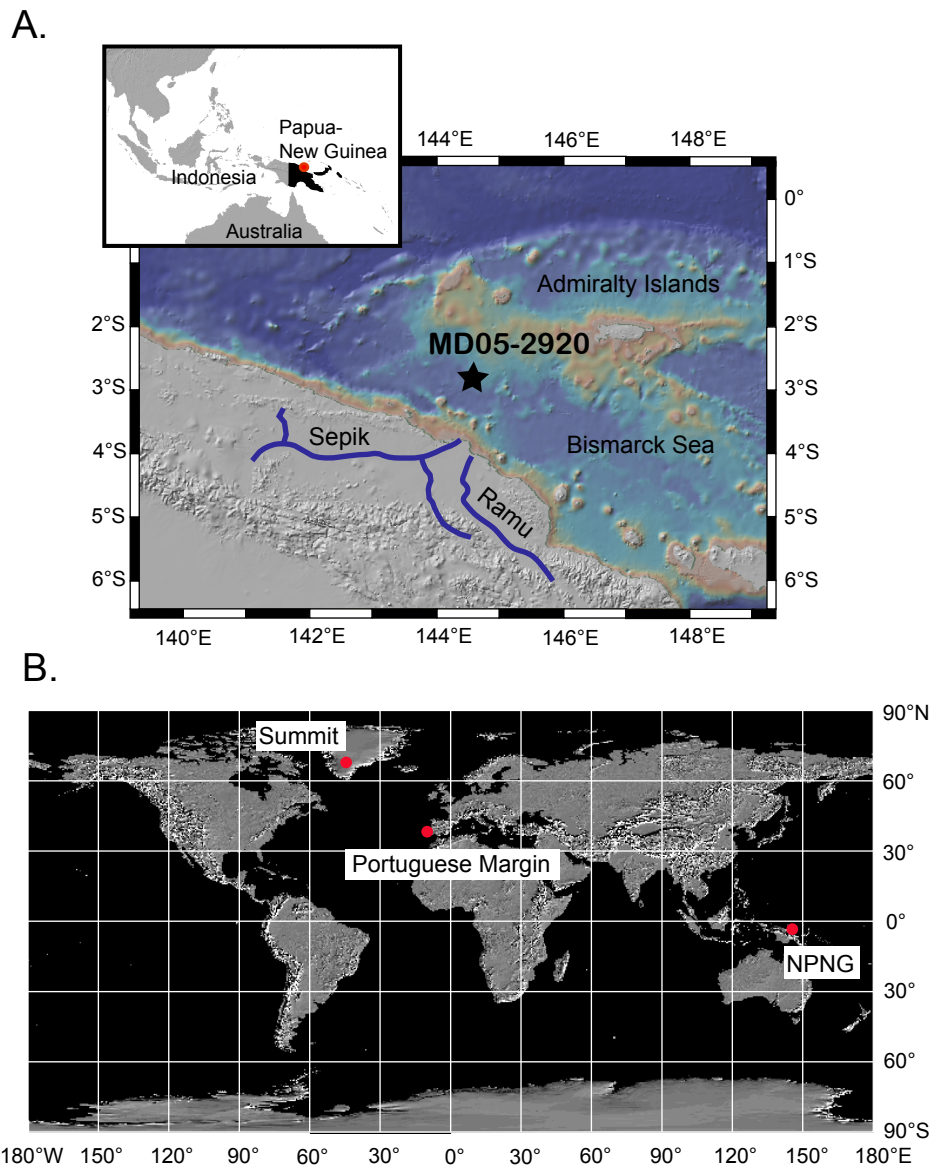 A.
Papua-
New Guinea
Indonesia
Australia
144°E 146°E 148°E
0°
Admiralty Islands
1°S
2°S 2°S
MD05-2920
3°S 3°S
Sepik
Bismarck Sea
4°S 4°S
Ramu
5°S 5°S
6°S 6°S
140°E 142°E 144°E 146°E 148°E
B.
90°N
Summit
60°
Portuguese Margin
30°
0°
NPNG
30°
60°
90°S
180°W 150° 120° 90° 60° 30° 0° 30° 60° 90° 120° 150° 180°E